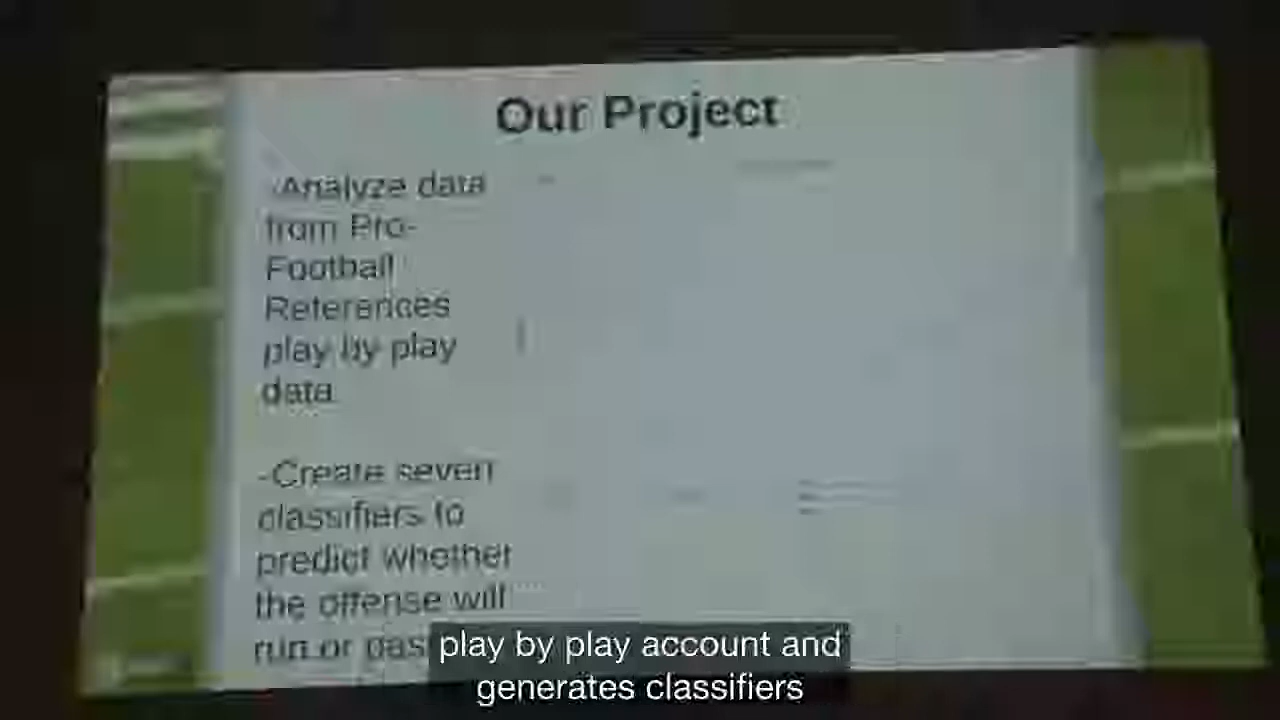 Our Project
-Analyze data
from Pro-
Football
References
play by play
data.
-Create seven
classifiers to
predict whether
the offense will
run or pas
play by play account and
generates classifiers